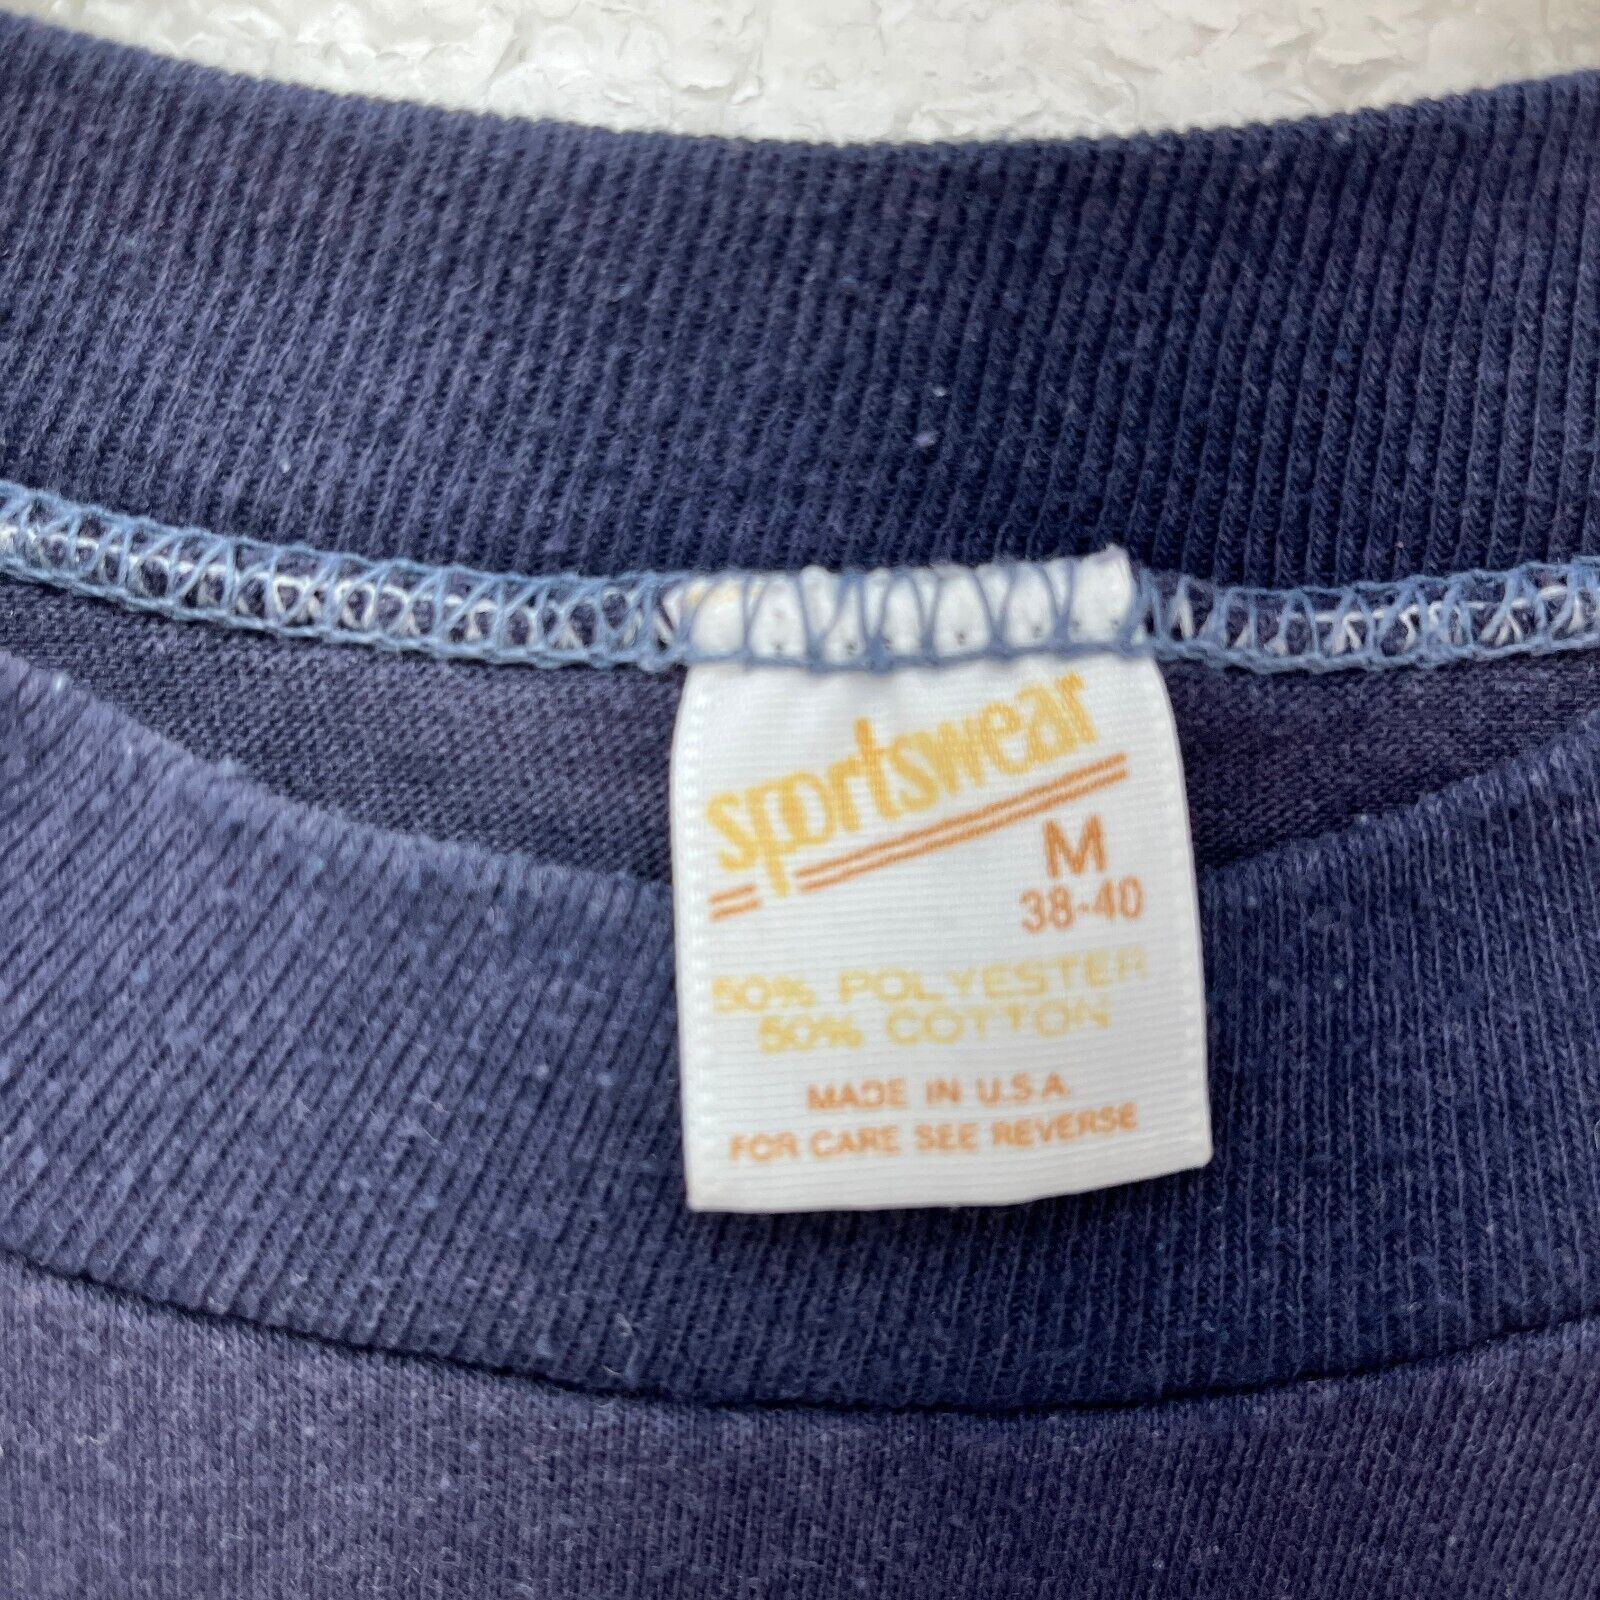 sportswear
M
38-40
50% POLYESTER
50% COTTON
MADE IN U.S.A.
FOR CARE SEE REVERSE